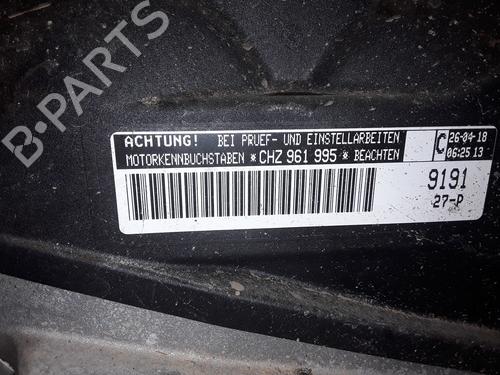 B-PARTS
ACHTUNG! BEI PRUEF- UND EINSTELLARBEITEN
MOTORKENNBUCHSTABEN *CHZ 961 995* BEACHTEN
C 26-04-18
06:25 13
9191
27-P